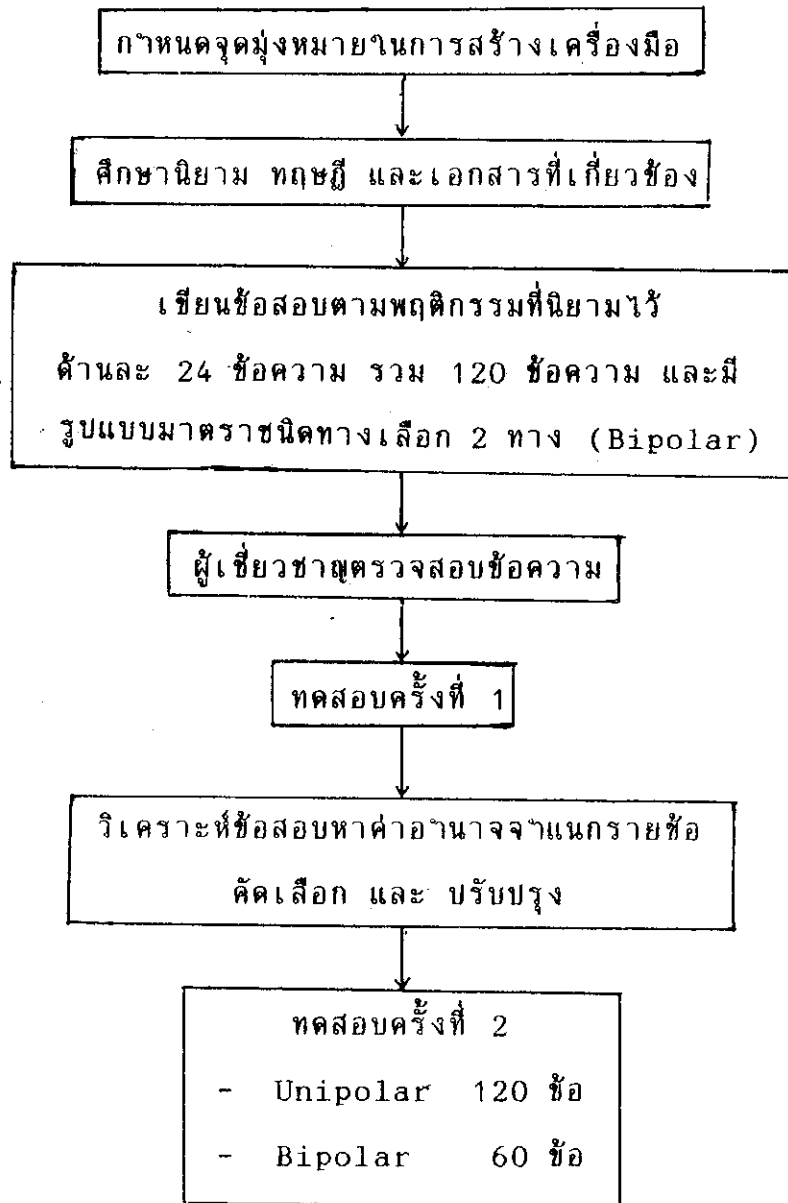 กำหนดจุดมุ่งหมายในการสร้างเครื่องมือ
ศึกษานิยาม ทฤษฎี และเอกสารที่เกี่ยวข้อง
เขียนข้อสอบตามพฤติกรรมที่นิยามไว้
ด้านละ 24 ข้อความ รวม 120 ข้อความ และมี
รูปแบบมาตราชนิดทางเลือก 2 ทาง (Bipolar)
ผู้เชี่ยวชาญตรวจสอบข้อความ
ทดสอบครั้งที่ 1
วิเคราะห์ข้อสอบหาค่าอำนาจจำแนกรายข้อ
คัดเลือก และ ปรับปรุง
ทดสอบครั้งที่ 2
- Unipolar 120 ข้อ
- Bipolar 60 ข้อ